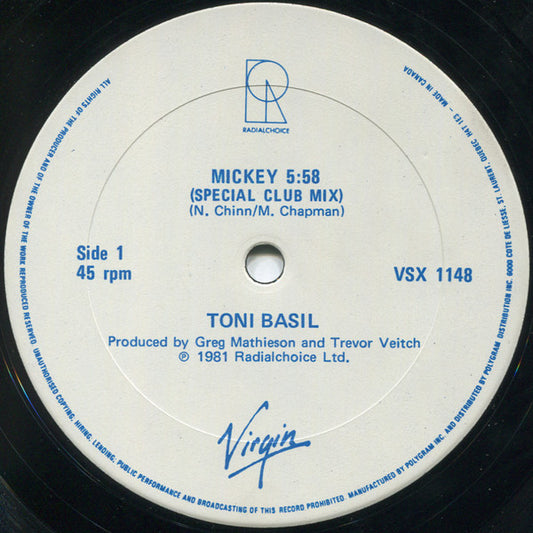 RADIALCHOICE
MICKEY 5:58
(SPECIAL CLUB MIX)
(N. Chinn/M. Chapman)
Side 1
45 rpm
VSX 1148
TONI BASIL
Produced by Greg Mathieson and Trevor Veitch
℗ 1981 Radialchoice Ltd.
Virgin
ALL RIGHTS OF THE PRODUCER AND OF THE OWNER OF THE WORK REPRODUCED RESERVED. UNAUTHORISED COPYING, HIRING, LENDING, PUBLIC PERFORMANCE AND BROADCASTING OF THIS RECORD PROHIBITED. MANUFACTURED BY POLYGRAM INC. AND DISTRIBUTED BY POLYGRAM DISTRIBUTION INC. 6000 COTE DE LIESSE, ST. LAURENT, QUEBEC H4T 1E3 – MADE IN CANADA